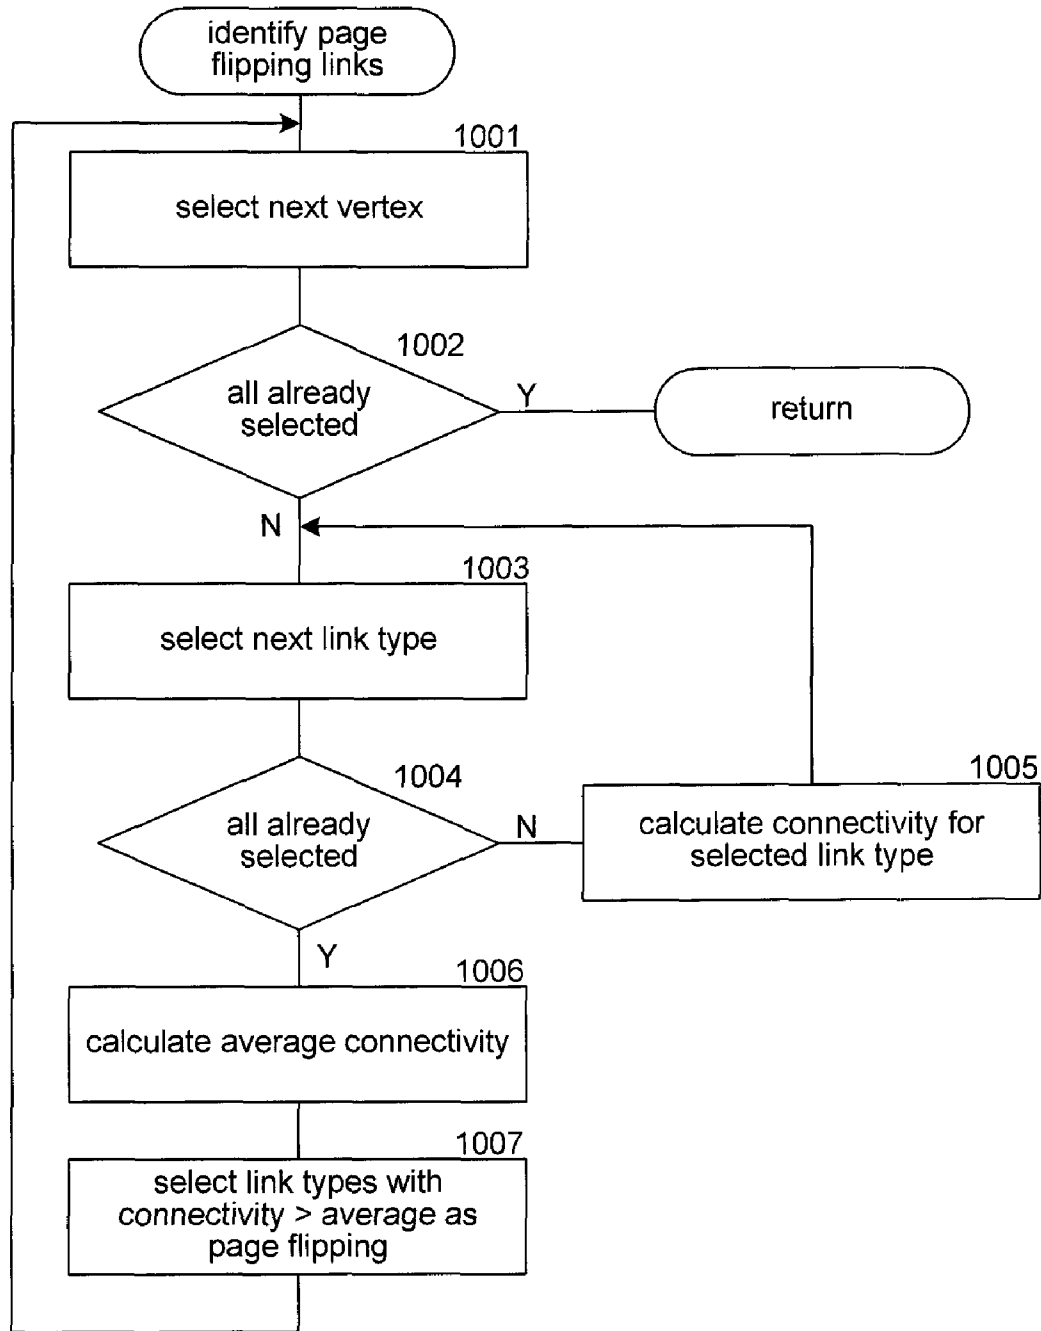 identify page
flipping links
1001
select next vertex
1002
all already
selected
Y
return
N
1003
select next link type
1004
all already
selected
N
1005
calculate connectivity for
selected link type
Y
1006
calculate average connectivity
1007
select link types with
connectivity > average as
page flipping